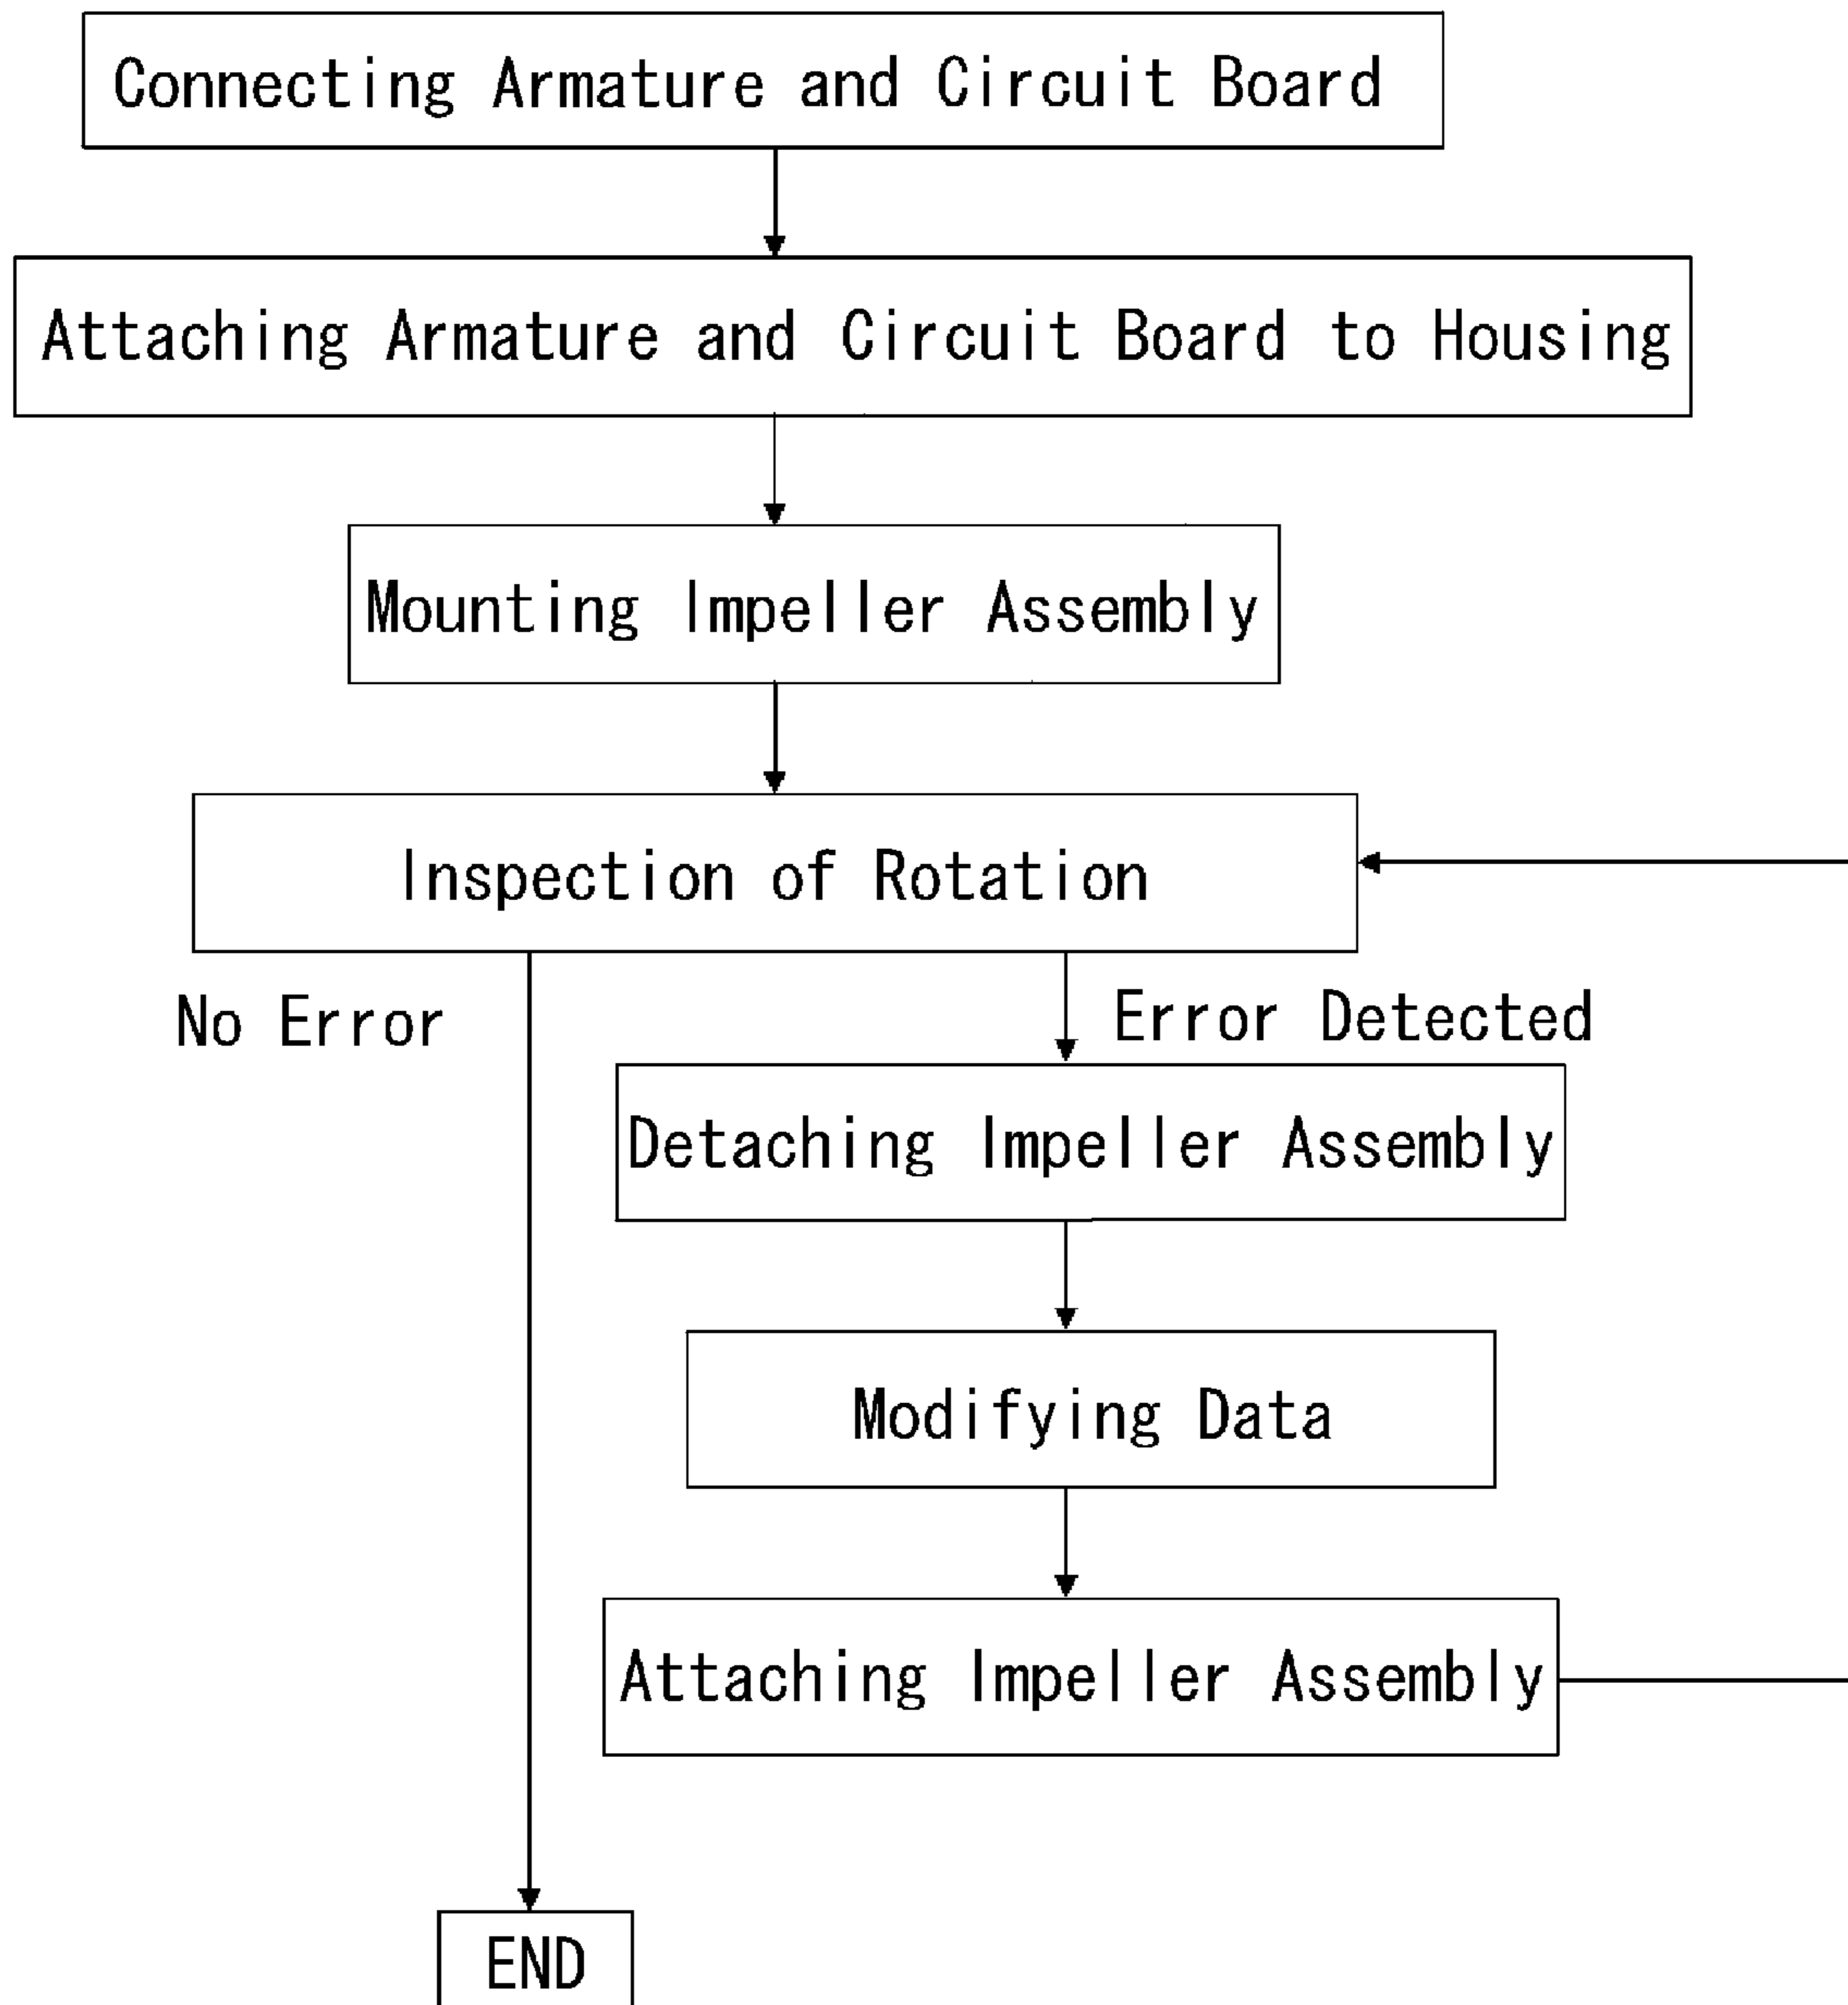 Connecting Armature and Circuit Board
Attaching Armature and Circuit Board to Housing
Mounting Impeller Assembly
Inspection of Rotation
No Error
Error Detected
Detaching Impeller Assembly
Modifying Data
Attaching Impeller Assembly
END